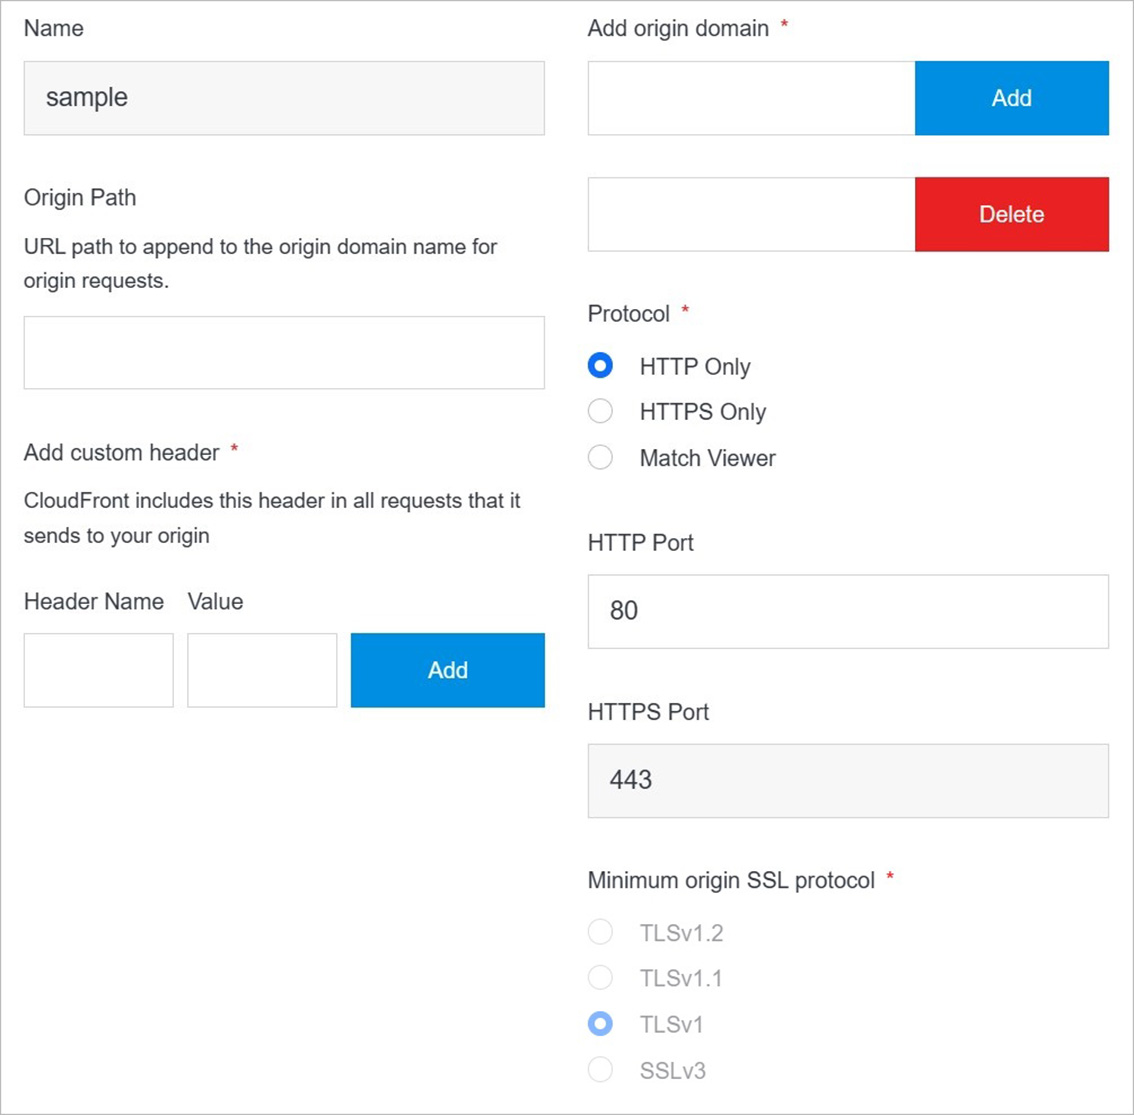 Name
sample
Origin Path
URL path to append to the origin domain name for
origin requests.
Add custom header *
CloudFront includes this header in all requests that it
sends to your origin
Header Name Value
Add
Add origin domain *
Add
Delete
Protocol *
HTTP Only
HTTPS Only
Match Viewer
HTTP Port
80
HTTPS Port
443
Minimum origin SSL protocol *
TLSv1.2
TLSv1.1
TLSv1
SSLv3